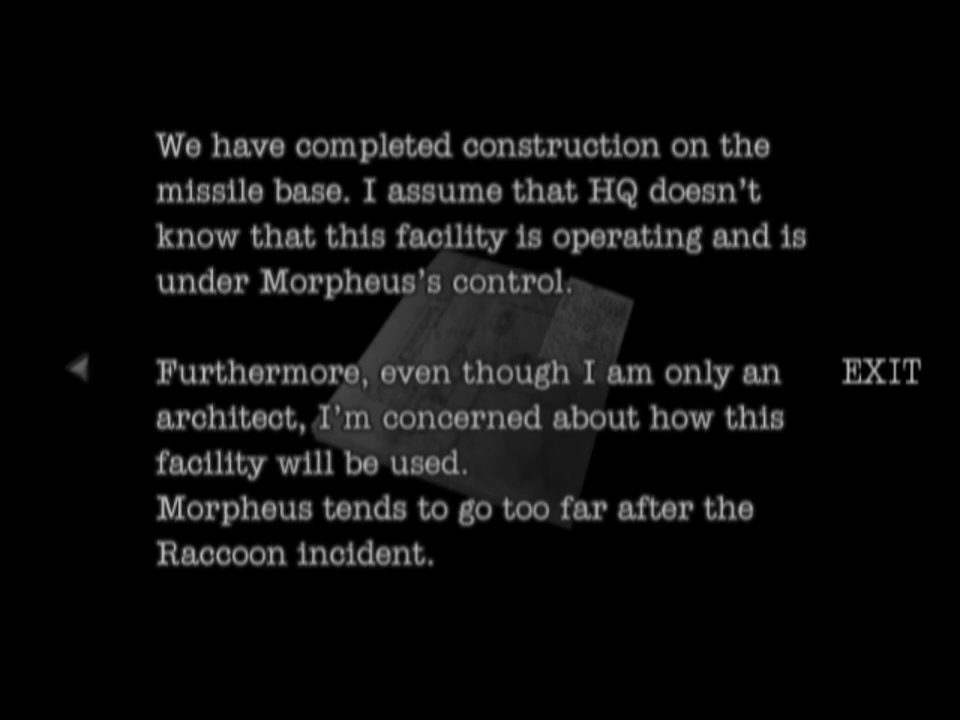 We have completed construction on the
missile base. I assume that HQ doesn't
know that this facility is operating and is
under Morpheus's control.
Furthermore, even though I am only an
architect, I'm concerned about how this
facility will be used.
Morpheus tends to go too far after the
Raccoon incident.
EXIT